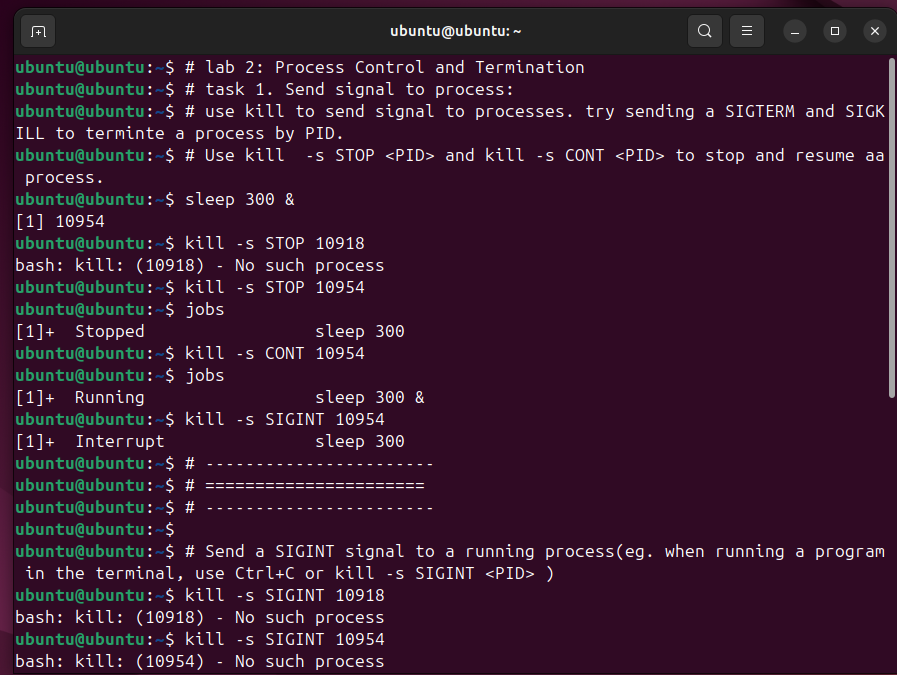 ubuntu@ubuntu: ~
ubuntu@ubuntu:~$ # lab 2: Process Control and Termination
ubuntu@ubuntu:~$ # task 1. Send signal to process:
ubuntu@ubuntu:~$ # use kill to send signal to processes. try sending a SIGTERM and SIGK
ILL to terminte a process by PID.
ubuntu@ubuntu:~$ # Use kill  -s STOP <PID> and kill -s CONT <PID> to stop and resume aa
 process.
ubuntu@ubuntu:~$ sleep 300 &
[1] 10954
ubuntu@ubuntu:~$ kill -s STOP 10918
bash: kill: (10918) - No such process
ubuntu@ubuntu:~$ kill -s STOP 10954
ubuntu@ubuntu:~$ jobs
[1]+  Stopped                 sleep 300
ubuntu@ubuntu:~$ kill -s CONT 10954
ubuntu@ubuntu:~$ jobs
[1]+  Running                 sleep 300 &
ubuntu@ubuntu:~$ kill -s SIGINT 10954
[1]+  Interrupt               sleep 300
ubuntu@ubuntu:~$ # -----------------------
ubuntu@ubuntu:~$ # ======================
ubuntu@ubuntu:~$ # -----------------------
ubuntu@ubuntu:~$
ubuntu@ubuntu:~$ # Send a SIGINT signal to a running process(eg. when running a program
 in the terminal, use Ctrl+C or kill -s SIGINT <PID> )
ubuntu@ubuntu:~$ kill -s SIGINT 10918
bash: kill: (10918) - No such process
ubuntu@ubuntu:~$ kill -s SIGINT 10954
bash: kill: (10954) - No such process